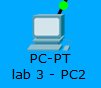 PC-PT
lab 3 - PC2